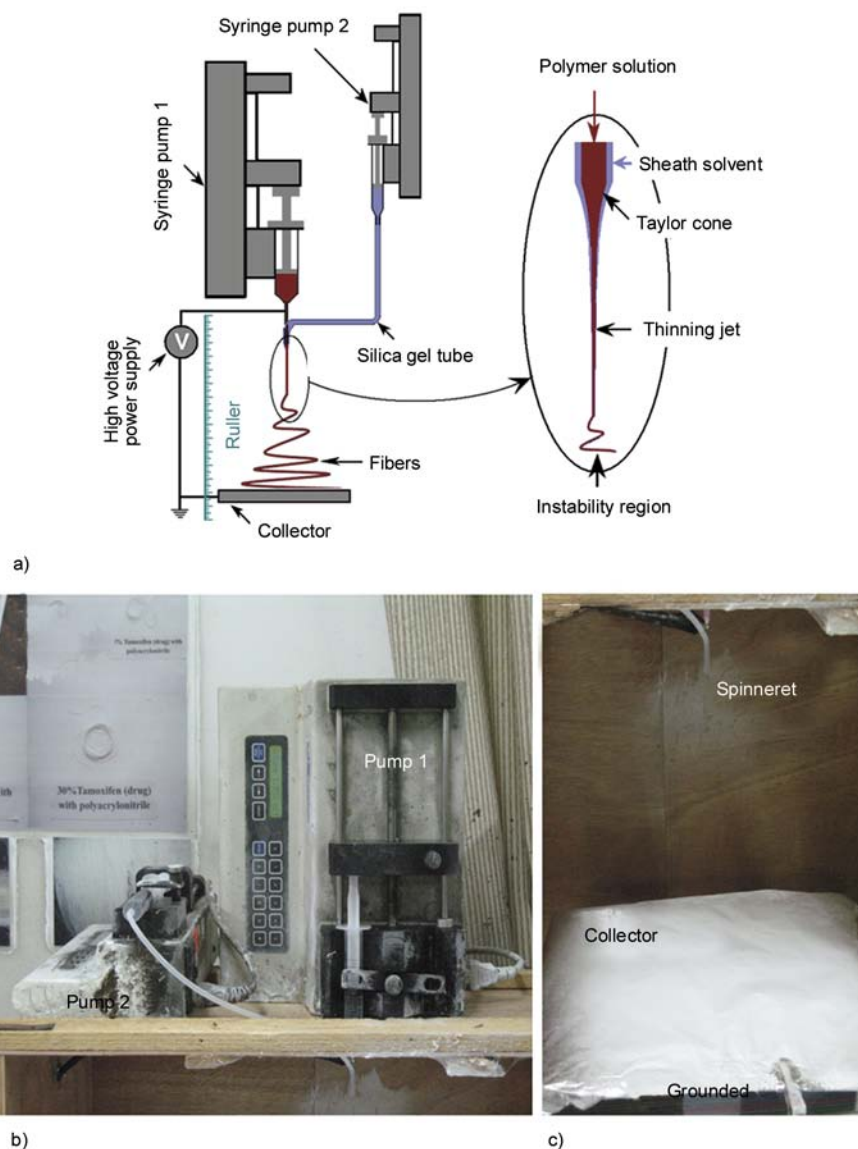 Syringe pump 2
Syringe pump 1
Polymer solution
Sheath solvent
Taylor cone
Thinning jet
Silica gel tube
V
High voltage
power supply
Ruller
Fibers
Collector
Instability region
a)
polyacrylonitrile
30%Tamoxifen (drug)
with polyacrylonitrile
ith
Pump 1
Pump 2
b)
Spinneret
Collector
Grounded
c)